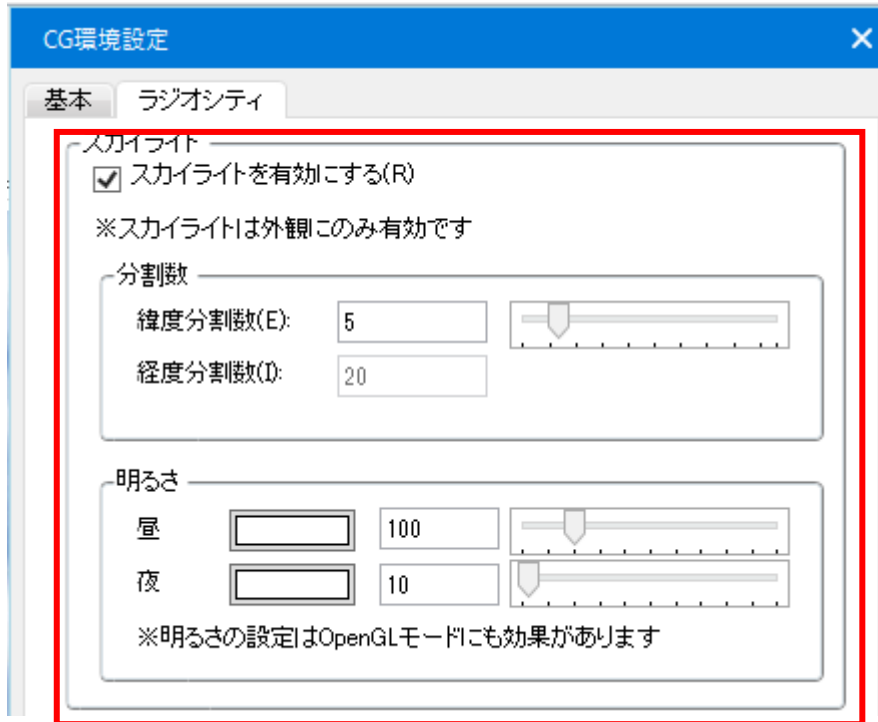 CG環境設定
基本 ラジオシティ
スカイライト
スカイライトを有効にする(R)
※スカイライトは外観にのみ有効です
分割数
緯度分割数(E): 5
経度分割数(I): 20
明るさ
昼 100
夜 10
※明るさの設定はOpenGLモードにも効果があります